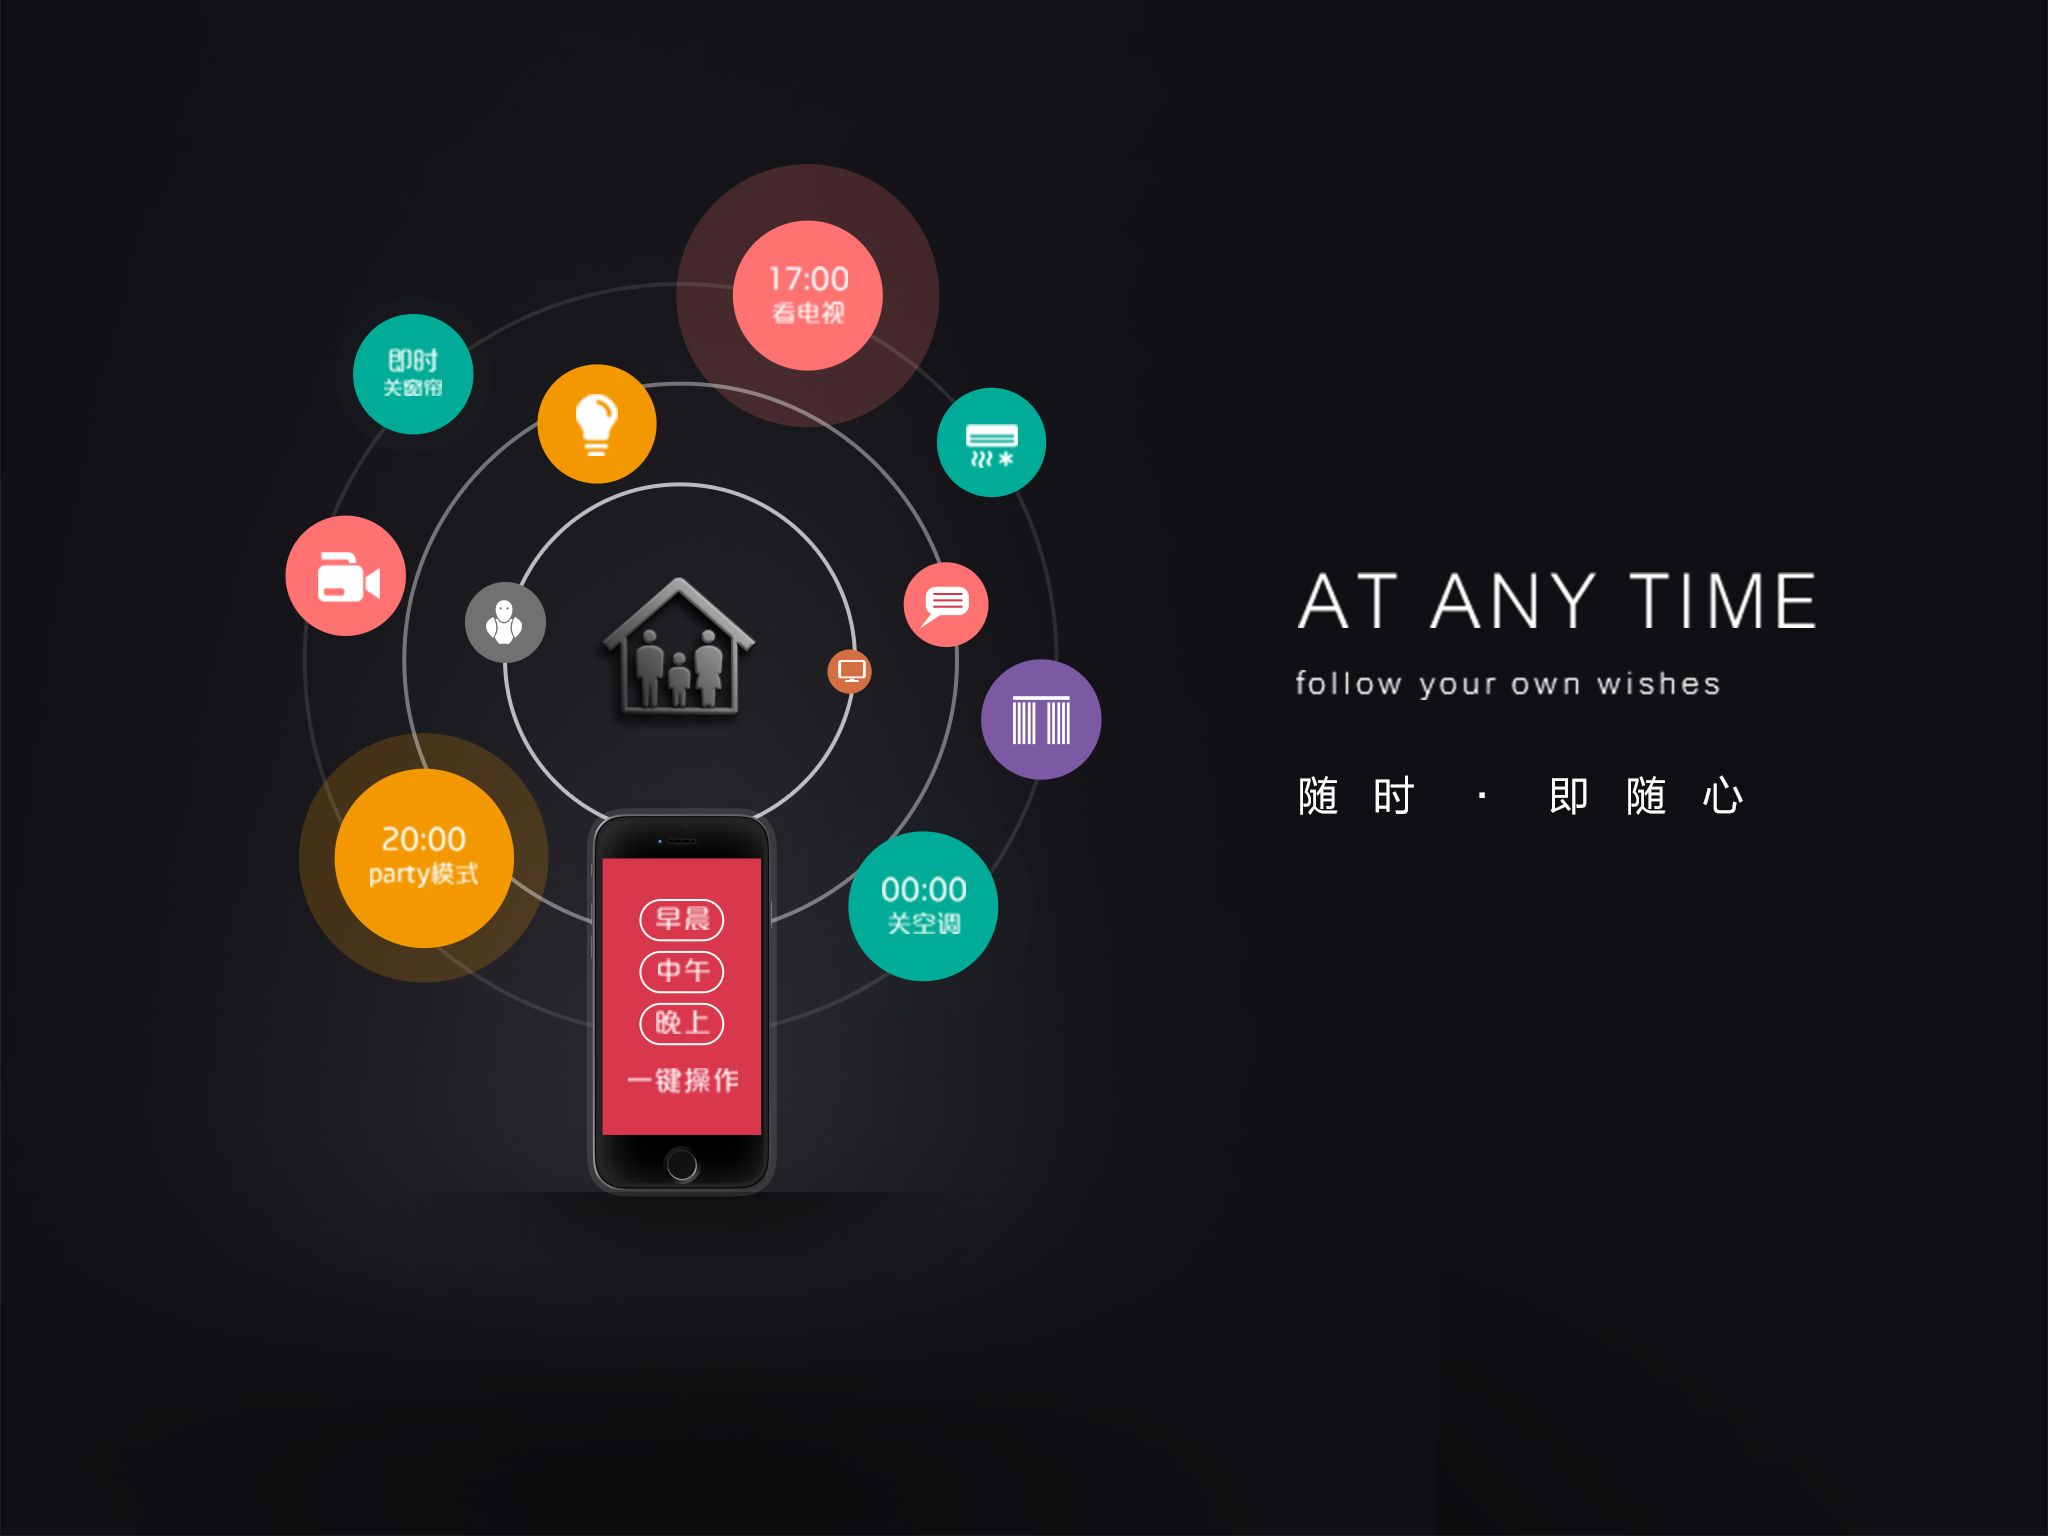 17:00
看电视
即时
关窗帘
AT ANY TIME
follow your own wishes
随时 · 即随心
20:00
party模式
00:00
关空调
早晨
中午
晚上
一键操作